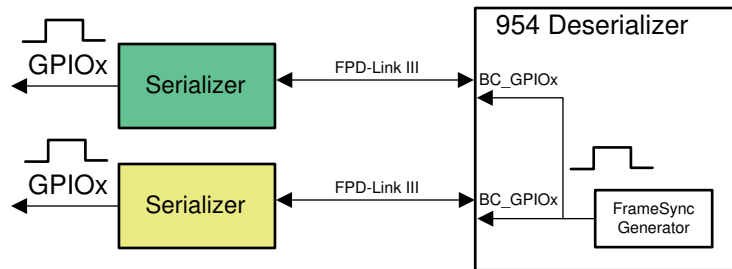 954 Deserializer
GPIOx
Serializer
FPD-Link III
BC_GPIOx
GPIOx
Serializer
FPD-Link III
BC_GPIOx
FrameSync
Generator